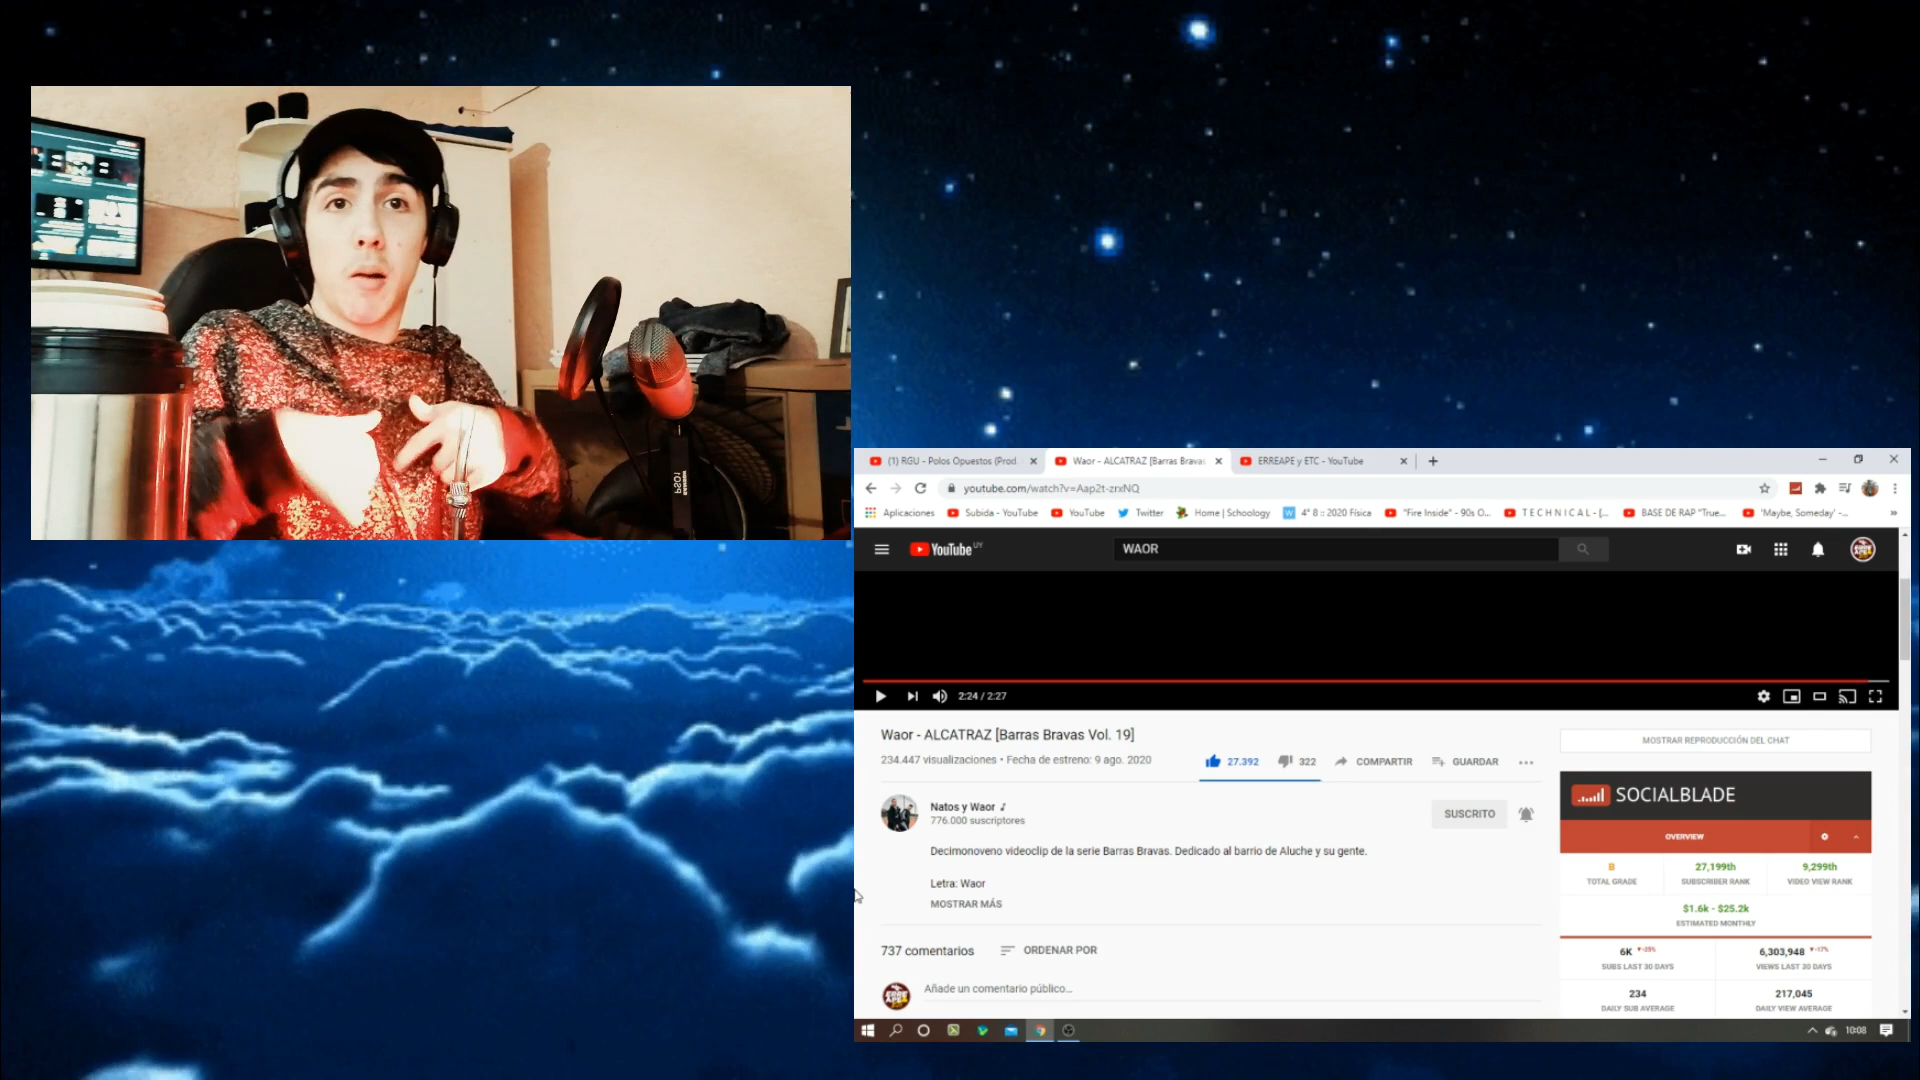 (1) RGU - Polos Opuestos (Prod.
Waor - ALCATRAZ [Barras Bravas
ERREAPE y ETC - YouTube
youtube.com/watch?v=Aap2t-zrxNQ
Aplicaciones
Subida - YouTube
YouTube
Twitter
Home | Schoology
4° 8 :: 2020 Física
"Fire Inside" - 90s O...
T E C H N I C A L - [...
BASE DE RAP "True...
'Maybe, Someday' -...
YouTube UY
WAOR
2:24 / 2:27
Waor - ALCATRAZ [Barras Bravas Vol. 19]
234.447 visualizaciones • Fecha de estreno: 9 ago. 2020
27.392
322
COMPARTIR
GUARDAR
Natos y Waor
776.000 suscriptores
SUSCRITO
Decimonoveno videoclip de la serie Barras Bravas. Dedicado al barrio de Aluche y su gente.
Letra: Waor
MOSTRAR MÁS
737 comentarios
ORDENAR POR
Añade un comentario público...
MOSTRAR REPRODUCCIÓN DEL CHAT
SOCIALBLADE
OVERVIEW
B
TOTAL GRADE
27,199th
SUBSCRIBER RANK
9,299th
VIDEO VIEW RANK
$1.6k - $25.2k
ESTIMATED MONTHLY
6K
SUBS LAST 30 DAYS
6,303,948
VIEWS LAST 30 DAYS
234
DAILY SUB AVERAGE
217,045
DAILY VIEW AVERAGE
10:08